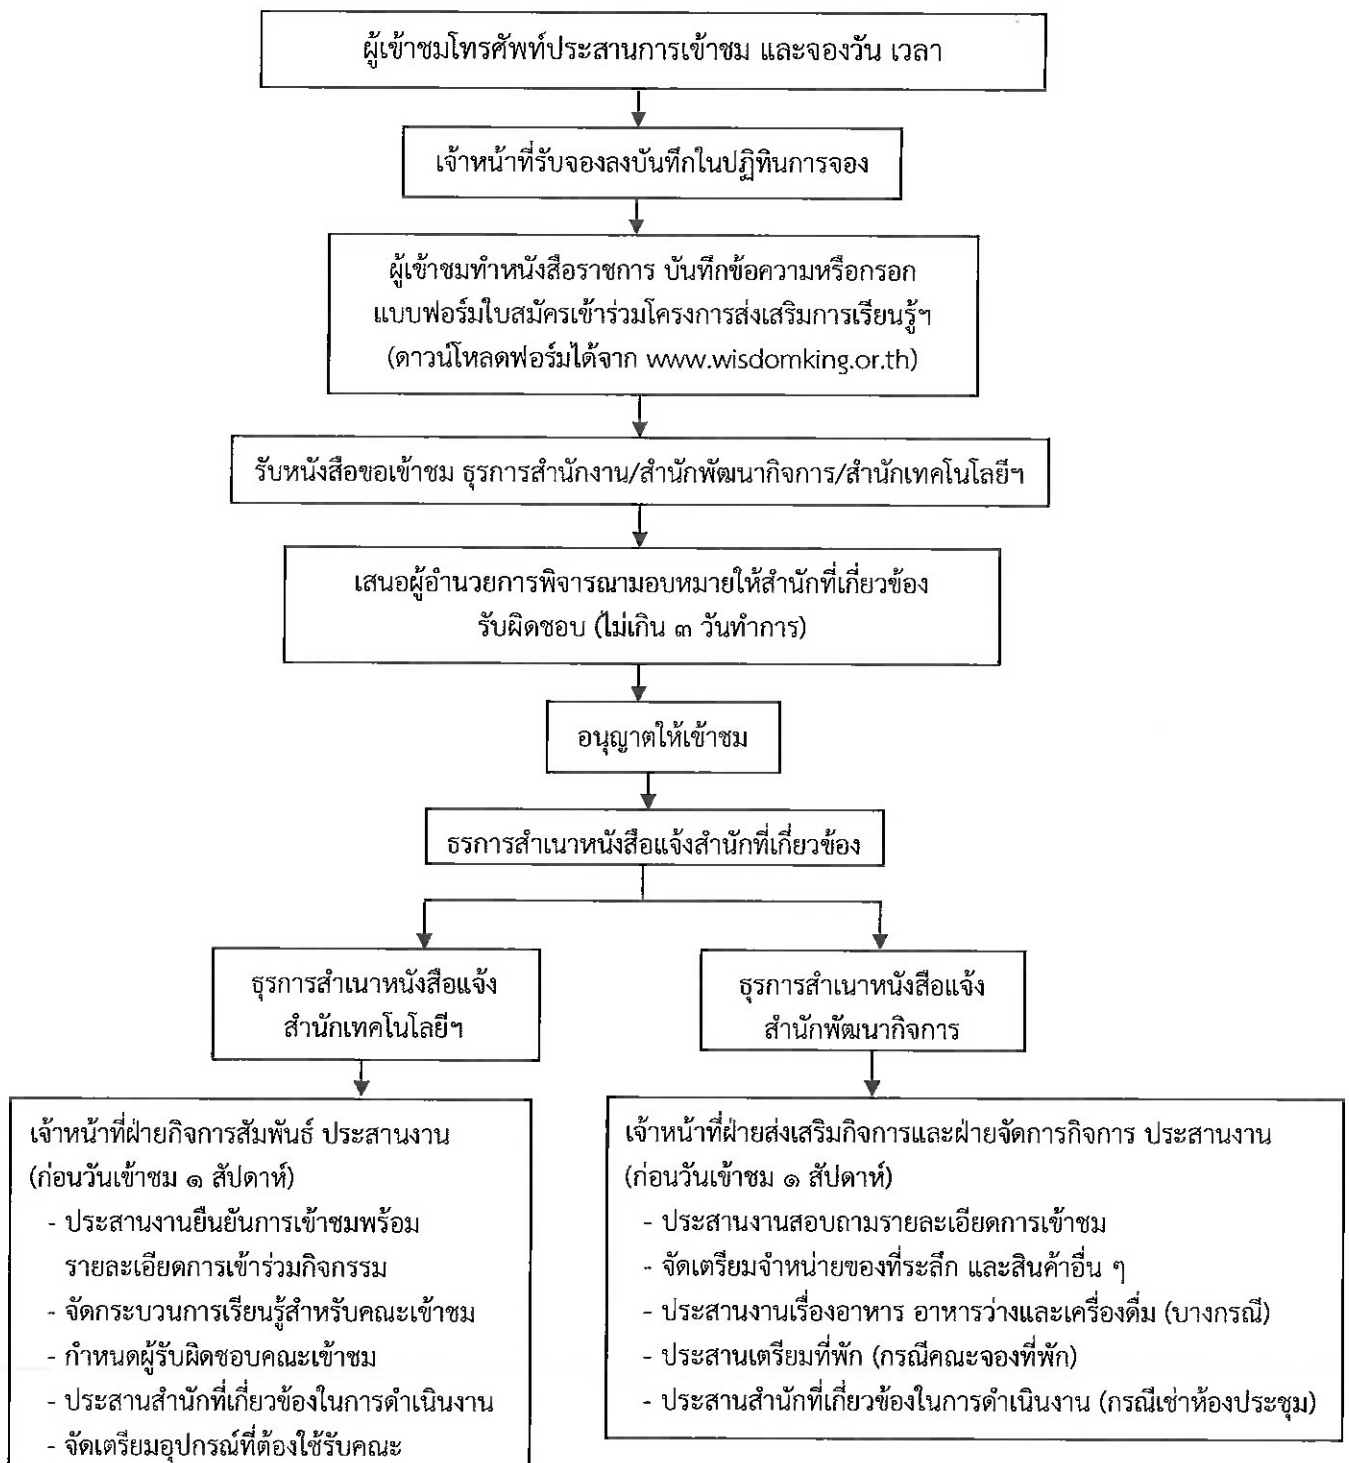 ผู้เข้าชมโทรศัพท์ประสานการเข้าชม และจองวัน เวลา
เจ้าหน้าที่รับจองลงบันทึกในปฏิทินการจอง
ผู้เข้าชมทำหนังสือราชการ บันทึกข้อความหรือกรอก
แบบฟอร์มใบสมัครเข้าร่วมโครงการส่งเสริมการเรียนรู้ฯ
(ดาวน์โหลดฟอร์มได้จาก www.wisdomking.or.th)
รับหนังสือขอเข้าชม ธุรการสำนักงาน/สำนักพัฒนากิจการ/สำนักเทคโนโลยีฯ
เสนอผู้อำนวยการพิจารณามอบหมายให้สำนักที่เกี่ยวข้อง
รับผิดชอบ (ไม่เกิน ๓ วันทำการ)
อนุญาตให้เข้าชม
ธรการสำเนาหนังสือแจ้งสำนักที่เกี่ยวข้อง
ธุรการสำเนาหนังสือแจ้ง
สำนักเทคโนโลยีฯ
ธุรการสำเนาหนังสือแจ้ง
สำนักพัฒนากิจการ
เจ้าหน้าที่ฝ่ายกิจการสัมพันธ์ ประสานงาน
(ก่อนวันเข้าชม ๑ สัปดาห์)
- ประสานงานยืนยันการเข้าชมพร้อม
รายละเอียดการเข้าร่วมกิจกรรม
- จัดกระบวนการเรียนรู้สำหรับคณะเข้าชม
- กำหนดผู้รับผิดชอบคณะเข้าชม
- ประสานสำนักที่เกี่ยวข้องในการดำเนินงาน
- จัดเตรียมอุปกรณ์ที่ต้องใช้รับคณะ
เจ้าหน้าที่ฝ่ายส่งเสริมกิจการและฝ่ายจัดการกิจการ ประสานงาน
(ก่อนวันเข้าชม ๑ สัปดาห์)
- ประสานงานสอบถามรายละเอียดการเข้าชม
- จัดเตรียมจำหน่ายของที่ระลึก และสินค้าอื่น ๆ
- ประสานงานเรื่องอาหาร อาหารว่างและเครื่องดื่ม (บางกรณี)
- ประสานเตรียมที่พัก (กรณีคณะจองที่พัก)
- ประสานสำนักที่เกี่ยวข้องในการดำเนินงาน (กรณีเช่าห้องประชุม)